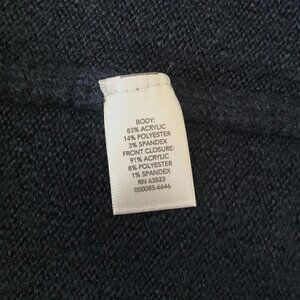 BODY:
83% ACRYLIC
14% POLYESTER
3% SPANDEX
FRONT CLOSURE:
91% ACRYLIC
8% POLYESTER
1% SPANDEX
RN 63823
000085-6646